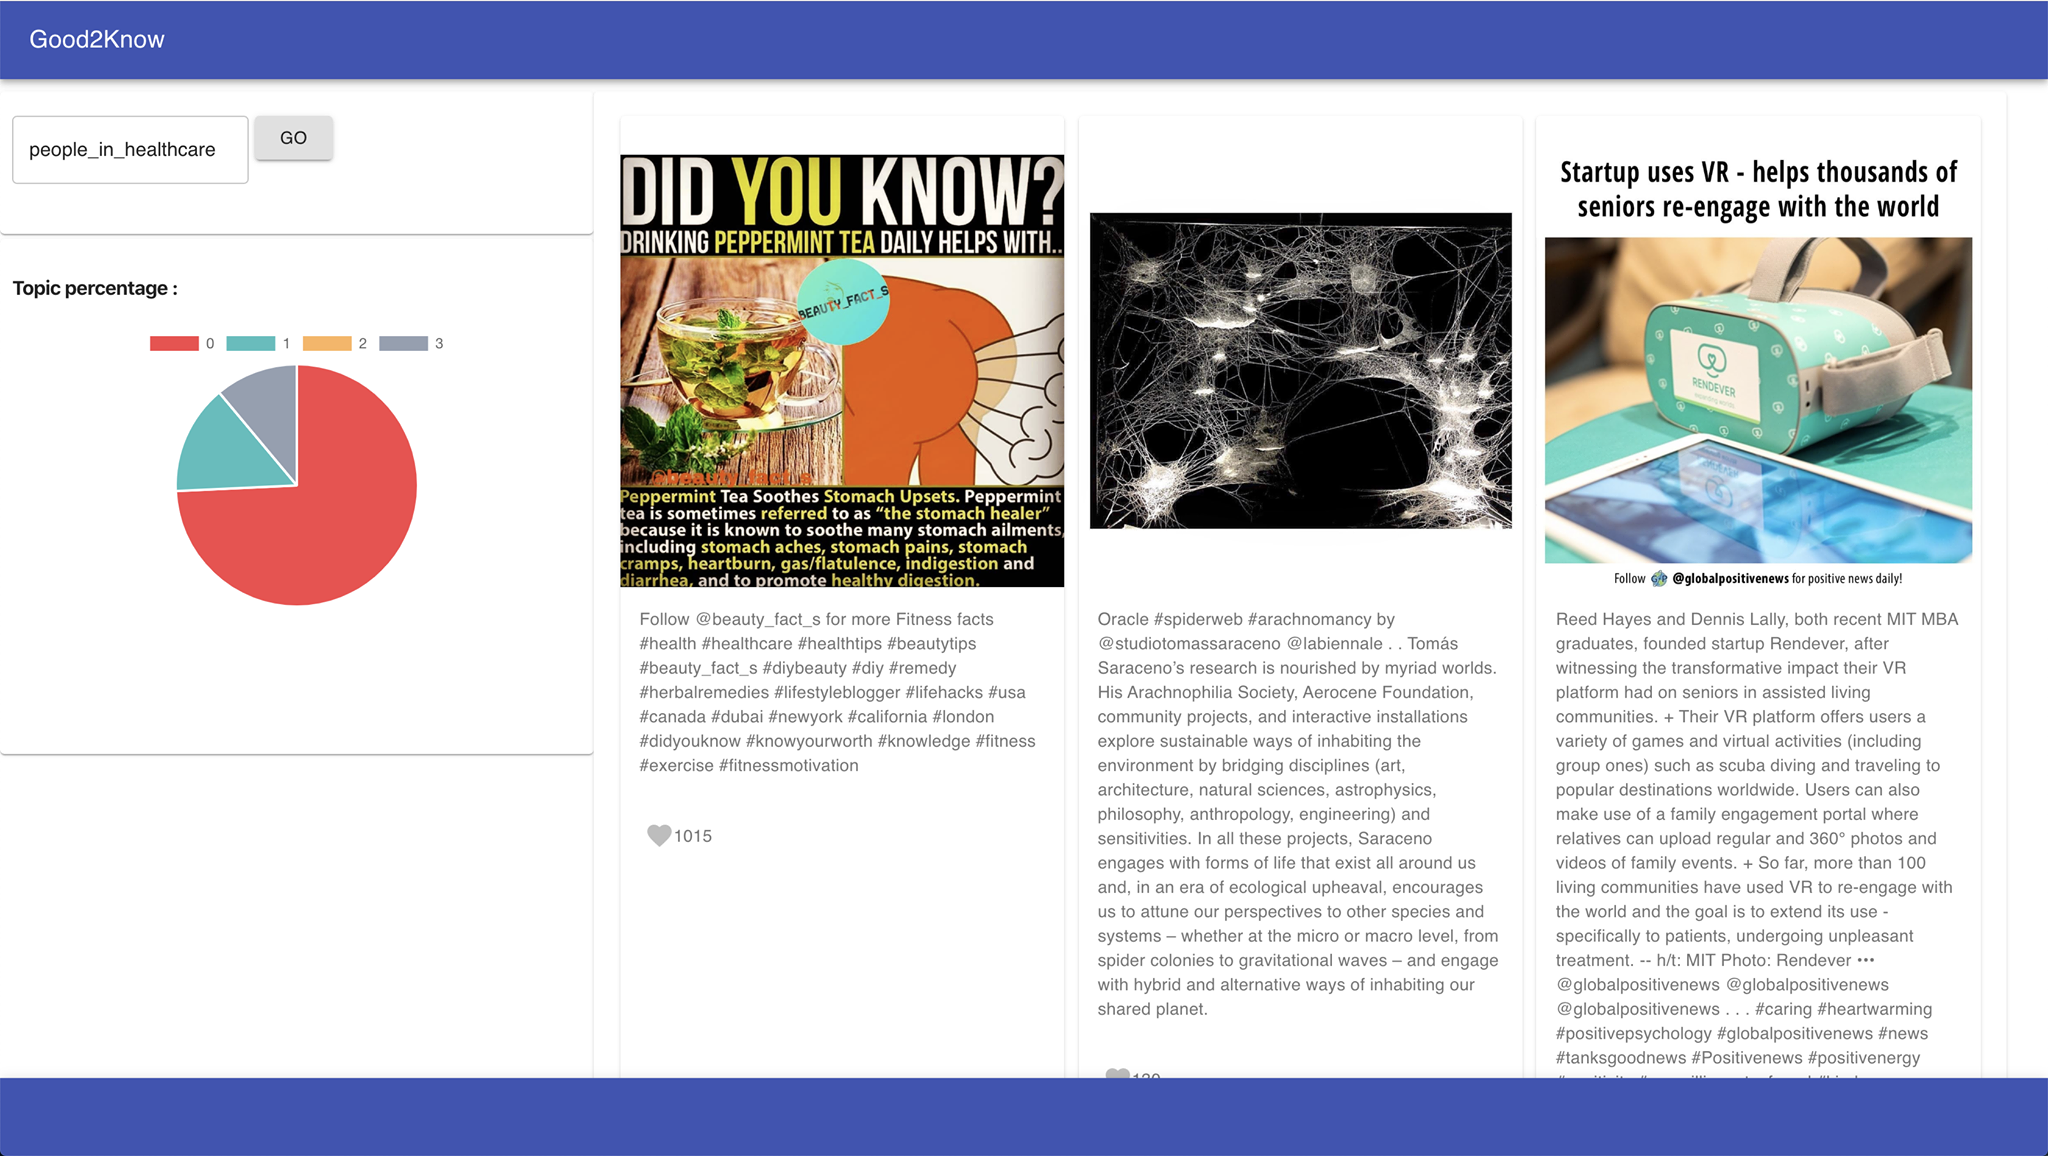 Good2Know
people_in_healthcare
GO
Topic percentage :
0
1
2
3
DID YOU KNOW?
DRINKING PEPPERMINT TEA DAILY HELPS WITH..
BEAUTY_FACT_S
@beauty_fact_s
Peppermint Tea Soothes Stomach Upsets. Peppermint
tea is sometimes referred to as “the stomach healer”
because it is known to soothe many stomach ailments,
including stomach aches, stomach pains, stomach
cramps, heartburn, gas/flatulence, indigestion and
diarrhea, and to promote healthy digestion.
Follow @beauty_fact_s for more Fitness facts
#health #healthcare #healthtips #beautytips
#beauty_fact_s #diybeauty #diy #remedy
#herbalremedies #lifestyleblogger #lifehacks #usa
#canada #dubai #newyork #california #london
#didyouknow #knowyourworth #knowledge #fitness
#exercise #fitnessmotivation
1015
Oracle #spiderweb #arachnomancy by
@studiotomassaraceno @labiennale . . Tomás
Saraceno’s research is nourished by myriad worlds.
His Arachnophilia Society, Aerocene Foundation,
community projects, and interactive installations
explore sustainable ways of inhabiting the
environment by bridging disciplines (art,
architecture, natural sciences, astrophysics,
philosophy, anthropology, engineering) and
sensitivities. In all these projects, Saraceno
engages with forms of life that exist all around us
and, in an era of ecological upheaval, encourages
us to attune our perspectives to other species and
systems – whether at the micro or macro level, from
spider colonies to gravitational waves – and engage
with hybrid and alternative ways of inhabiting our
shared planet.
Startup uses VR - helps thousands of
seniors re-engage with the world
RENDEVER
Follow @globalpositivenews for positive news daily!
Reed Hayes and Dennis Lally, both recent MIT MBA
graduates, founded startup Rendever, after
witnessing the transformative impact their VR
platform had on seniors in assisted living
communities. + Their VR platform offers users a
variety of games and virtual activities (including
group ones) such as scuba diving and traveling to
popular destinations worldwide. Users can also
make use of a family engagement portal where
relatives can upload regular and 360° photos and
videos of family events. + So far, more than 100
living communities have used VR to re-engage with
the world and the goal is to extend its use -
specifically to patients, undergoing unpleasant
treatment. -- h/t: MIT Photo: Rendever •••
@globalpositivenews @globalpositivenews
@globalpositivenews . . . #caring #heartwarming
#positivepsychology #globalpositivenews #news
#tanksgoodnews #Positivenews #positivenergy